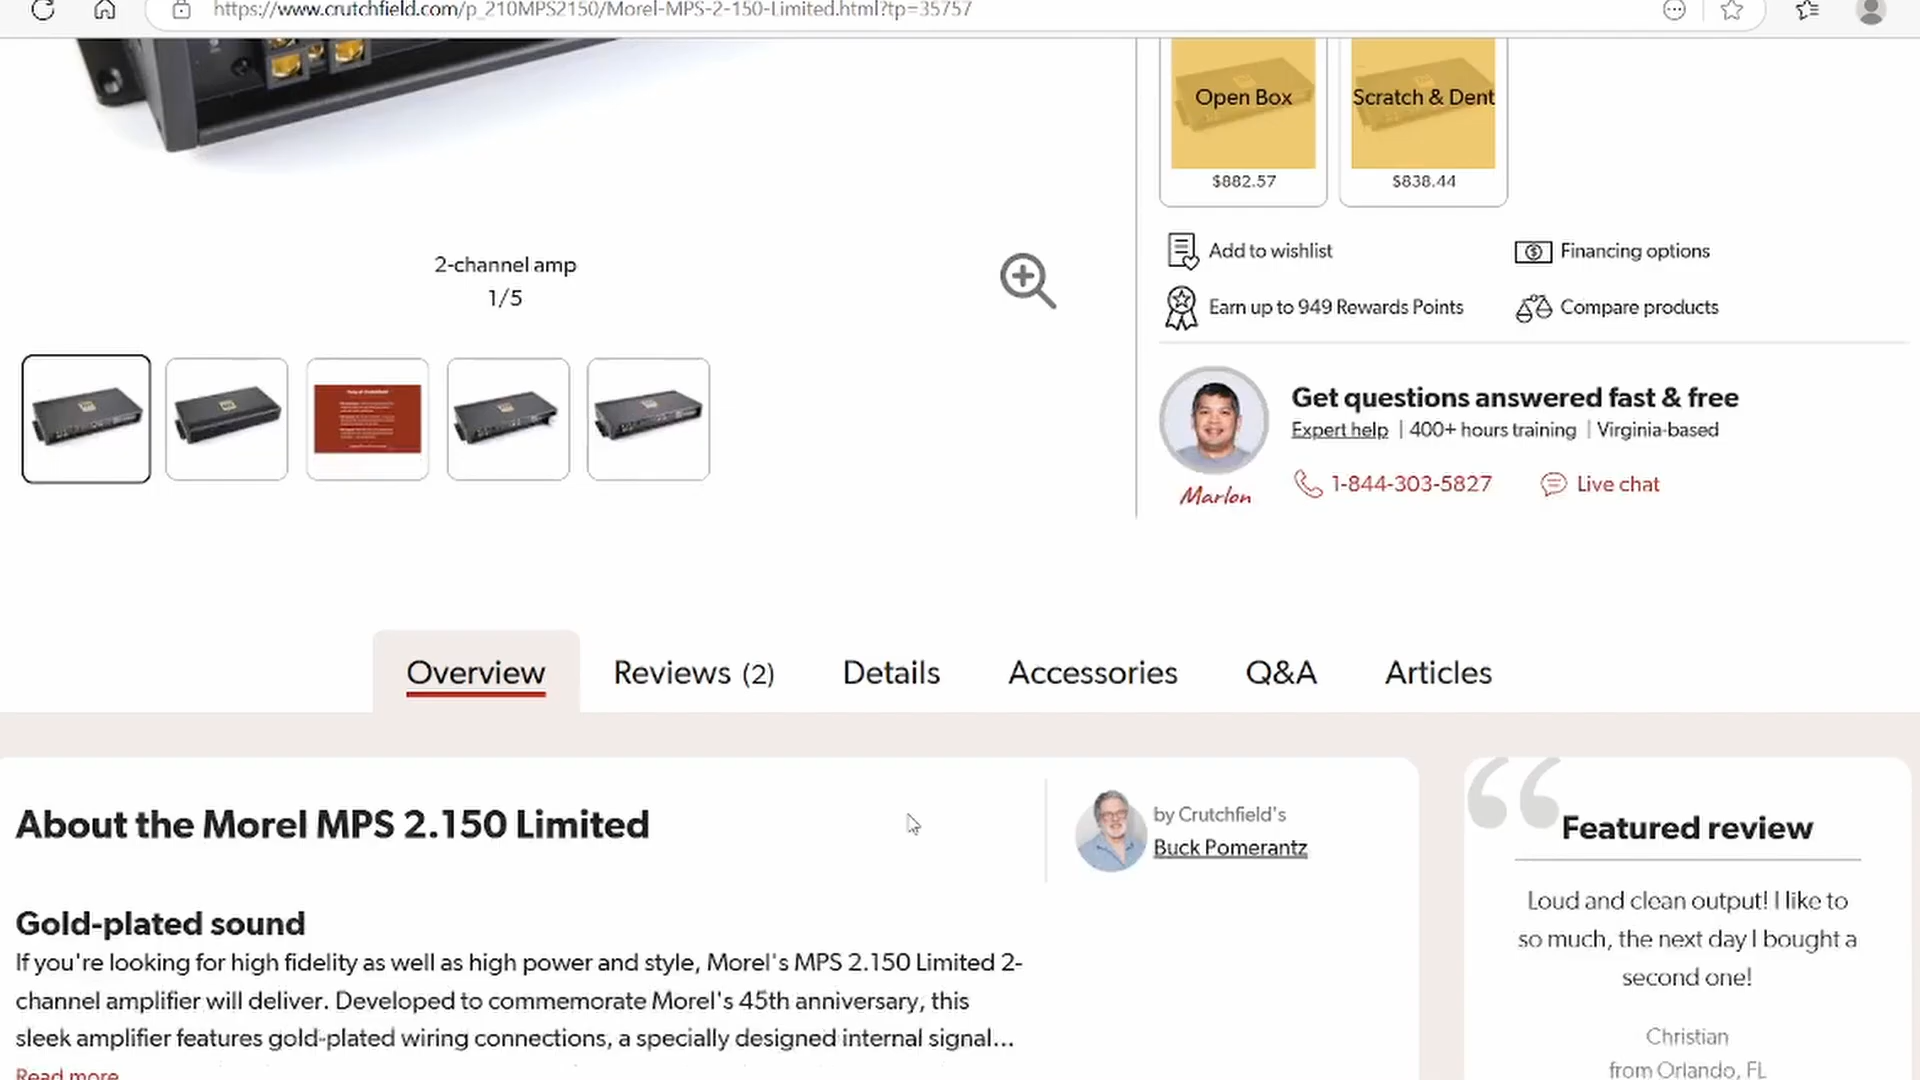 https://www.crutchfield.com/p_210MPS2150/Morel-MPS-2-150-Limited.html?tp=35757
Open Box
Scratch & Dent
$882.57
$838.44
2-channel amp
1/5
Add to wishlist
Financing options
Earn up to 949 Rewards Points
Compare products
Get questions answered fast & free
Expert help | 400+ hours training | Virginia-based
Marlon
1-844-303-5827
Live chat
Overview
Reviews (2)
Details
Accessories
Q&A
Articles
About the Morel MPS 2.150 Limited
by Crutchfield's
Buck Pomerantz
Gold-plated sound
If you're looking for high fidelity as well as high power and style, Morel's MPS 2.150 Limited 2-
channel amplifier will deliver. Developed to commemorate Morel's 45th anniversary, this
sleek amplifier features gold-plated wiring connections, a specially designed internal signal...
Read more
Featured review
Loud and clean output! I like to
so much, the next day I bought a
second one!
Christian
from Orlando, FL